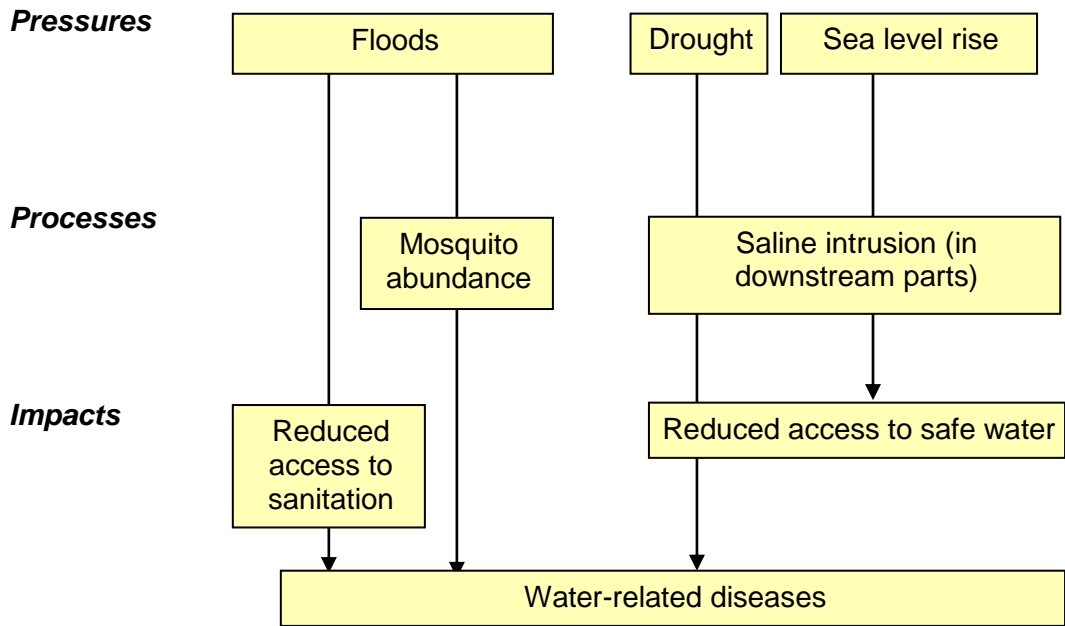 Pressures
Floods
Drought
Sea level rise
Processes
Mosquito
abundance
Saline intrusion (in
downstream parts)
Impacts
Reduced
access to
sanitation
Reduced access to safe water
Water-related diseases